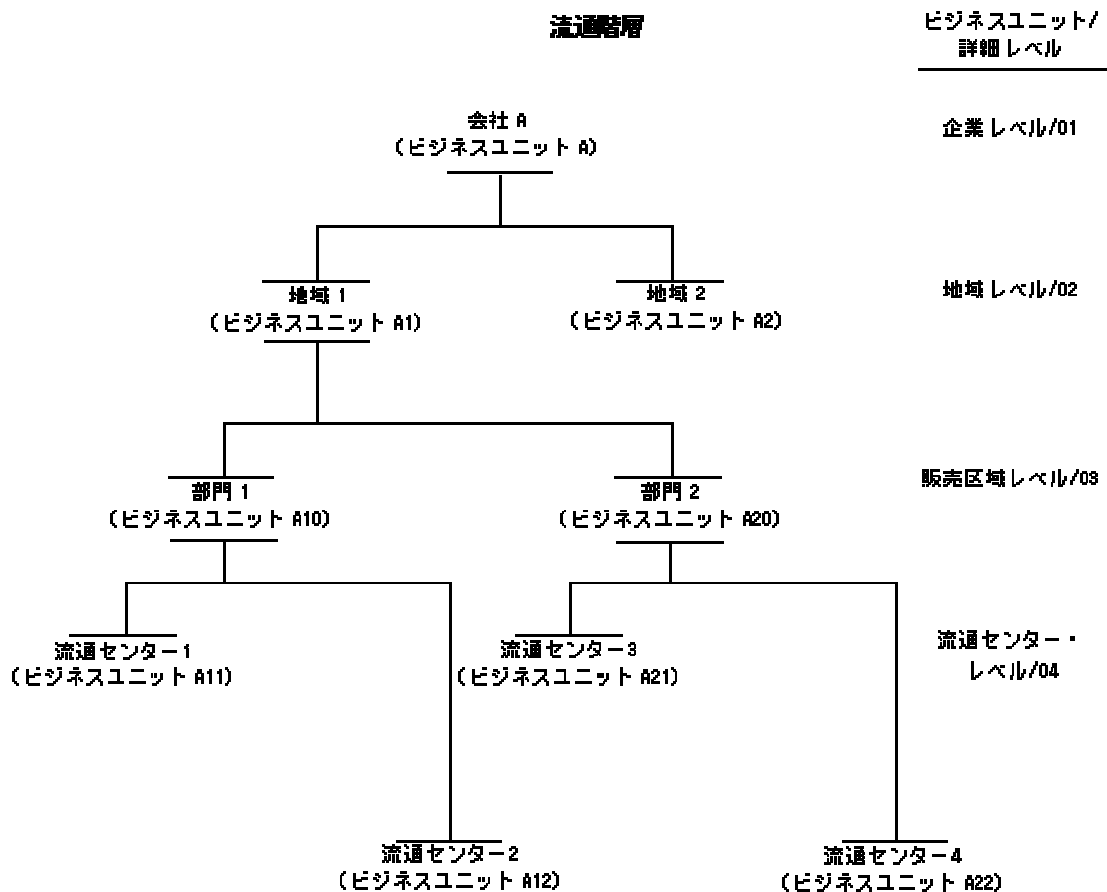 流通階層
ビジネスユニット/
詳細レベル
会社 A
(ビジネスユニット A)
企業レベル/01
地域 1
(ビジネスユニット A1)
地域 2
(ビジネスユニット A2)
地域レベル/02
部門 1
(ビジネスユニット A10)
部門 2
(ビジネスユニット A20)
販売区域レベル/03
流通センター1
(ビジネスユニット A11)
流通センター3
(ビジネスユニット A21)
流通センター・
レベル/04
流通センター2
(ビジネスユニット A12)
流通センター4
(ビジネスユニット A22)